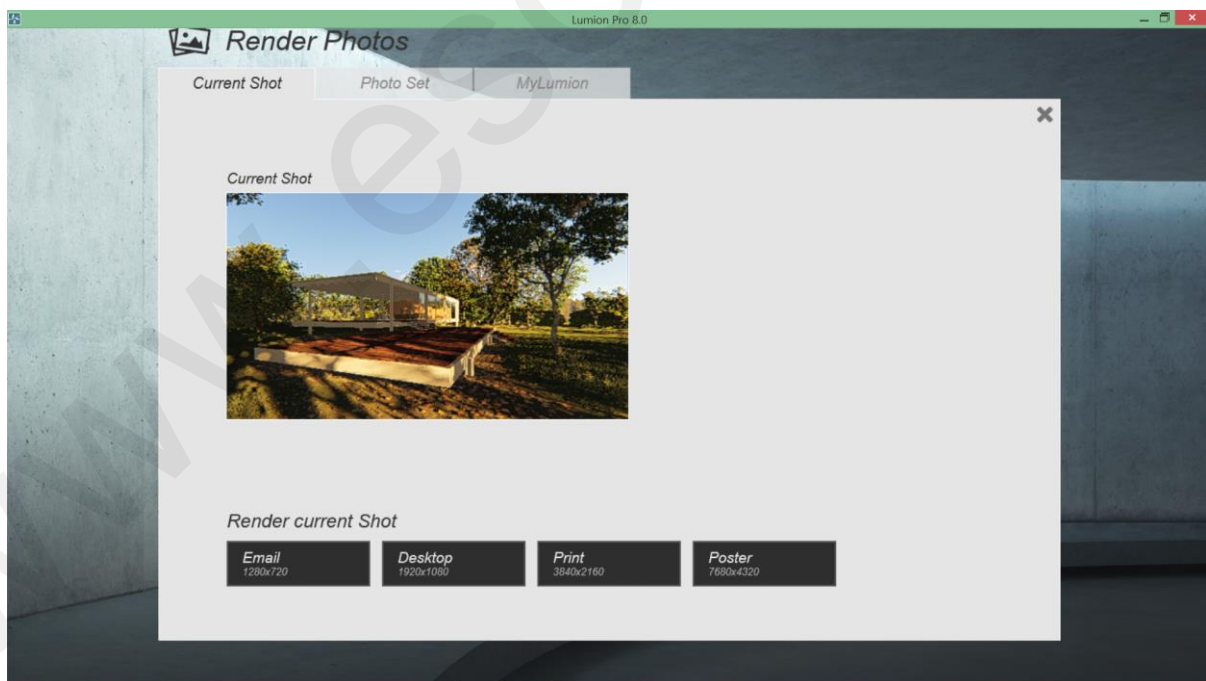 Lumion Pro 8.0
Render Photos
Current Shot
Photo Set
MyLumion
Current Shot
Render current Shot
Email
1280x720
Desktop
1920x1080
Print
3840x2160
Poster
7680x4320